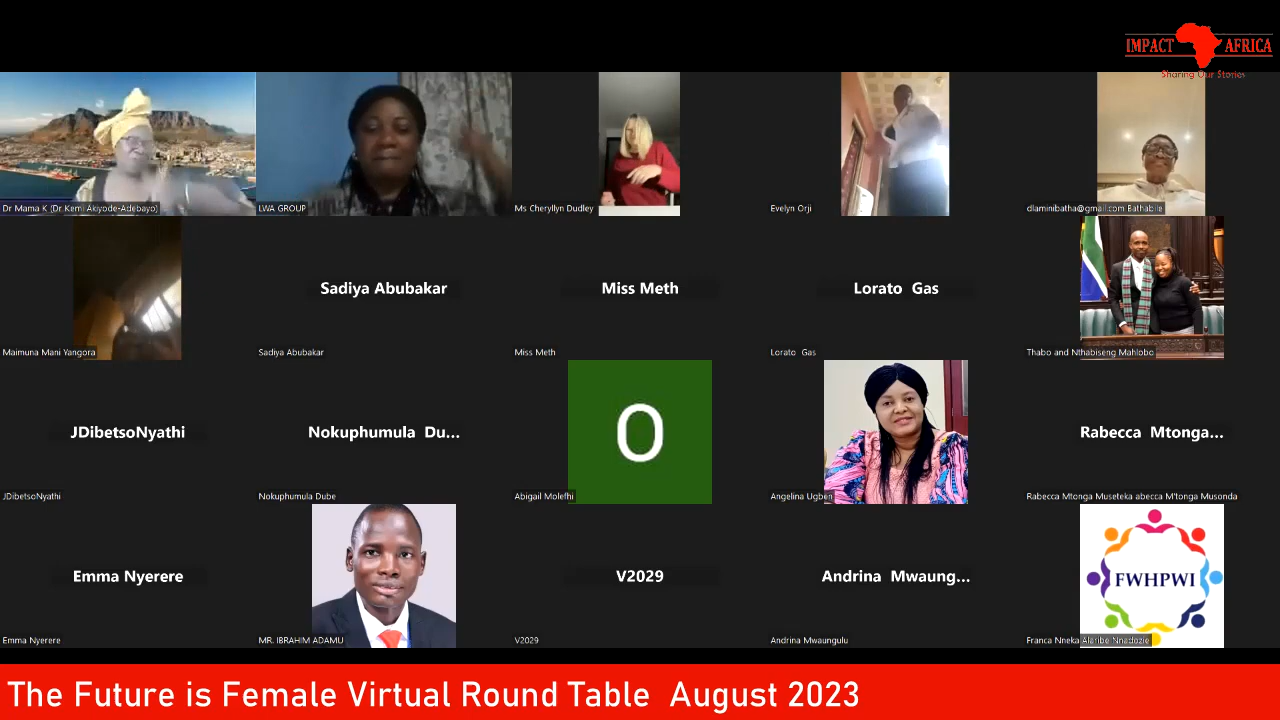 IMPACT AFRICA
Sharing Our Stories
Dr Mama K (Dr Kemi Akiyode-Adebayo)
LWA GROUP
Ms Cheryllyn Dudley
Evelyn Orji
dlaminibatha@gmail.com Bathabile
Sadiya Abubakar
Miss Meth
Lorato Gas
Maimuna Mani Yangora
Sadiya Abubakar
Miss Meth
Lorato Gas
Thabo and Nthabiseng Mahlobo
JDibetsoNyathi
Nokuphumula Du...
O
Rabecca Mtonga...
JDibetsoNyathi
Nokuphumula Dube
Abigail Molefhi
Angelina Ugben
Rabecca Mtonga Museteka abecca M'tonga Musonda
Emma Nyerere
V2029
Andrina Mwaung...
FWHPWI
Emma Nyerere
MR. IBRAHIM ADAMU
V2029
Andrina Mwaungulu
Franca Nneka Alaribe Nnadozie
The Future is Female Virtual Round Table August 2023